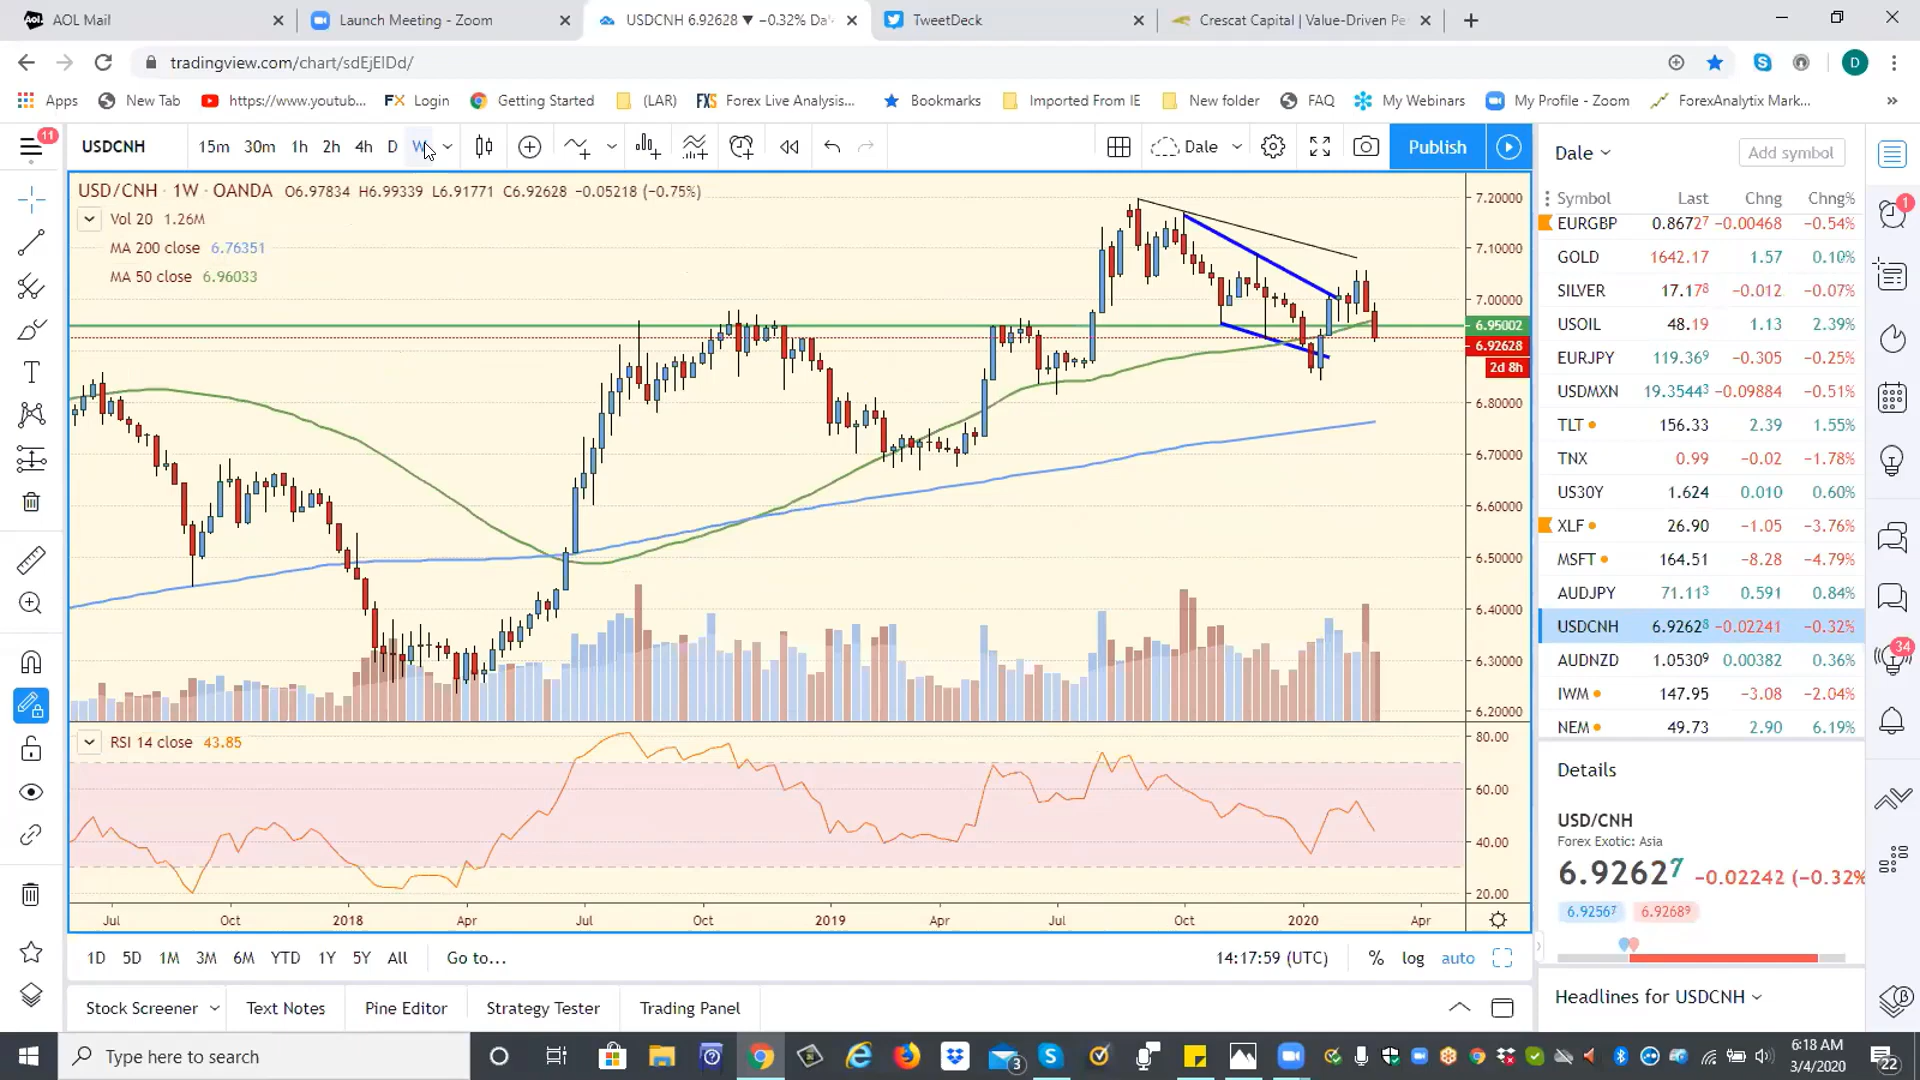 AOL Mail
Launch Meeting - Zoom
USDCNH 6.92628 ▼ −0.32% Da
TweetDeck
Crescat Capital | Value-Driven Pe
tradingview.com/chart/sdEjElDd/
D
Apps
New Tab
https://www.youtub...
FX Login
Getting Started
(LAR)
FXS Forex Live Analysis...
Bookmarks
Imported From IE
New folder
FAQ
My Webinars
My Profile - Zoom
ForexAnalytix Mark...
»
11
USDCNH
15m 30m 1h 2h 4h D W
Dale
Publish
USD/CNH · 1W · OANDA O6.97834 H6.99339 L6.91771 C6.92628 −0.05218 (−0.75%)
Vol 20 1.26M
MA 200 close 6.76351
MA 50 close 6.96033
7.20000
7.10000
7.00000
6.95002
6.92628
2d 8h
6.80000
6.70000
6.60000
6.50000
6.40000
6.30000
6.20000
RSI 14 close 43.85
80.00
60.00
40.00
20.00
Jul Oct 2018 Apr Jul Oct 2019 Apr Jul Oct 2020 Apr
1D 5D 1M 3M 6M YTD 1Y 5Y All Go to...
14:17:59 (UTC) % log auto
Stock Screener Text Notes Pine Editor Strategy Tester Trading Panel
Dale
Add symbol
Symbol Last Chng Chng%
EURGBP 0.86727 −0.00468 −0.54%
GOLD 1642.17 1.57 0.10%
SILVER 17.178 −0.012 −0.07%
USOIL 48.19 1.13 2.39%
EURJPY 119.369 −0.305 −0.25%
USDMXN 19.35443 −0.09884 −0.51%
TLT 156.33 2.39 1.55%
TNX 0.99 −0.02 −1.78%
US30Y 1.624 0.010 0.60%
XLF 26.90 −1.05 −3.76%
MSFT 164.51 −8.28 −4.79%
AUDJPY 71.113 0.591 0.84%
USDCNH 6.92628 −0.02241 −0.32%
AUDNZD 1.05309 0.00382 0.36%
IWM 147.95 −3.08 −2.04%
NEM 49.73 2.90 6.19%
Details
USD/CNH
Forex Exotic: Asia
6.92627 −0.02242 (−0.32%
6.92567 6.92689
Headlines for USDCNH
1
34
Type here to search
3
6:18 AM
3/4/2020
22